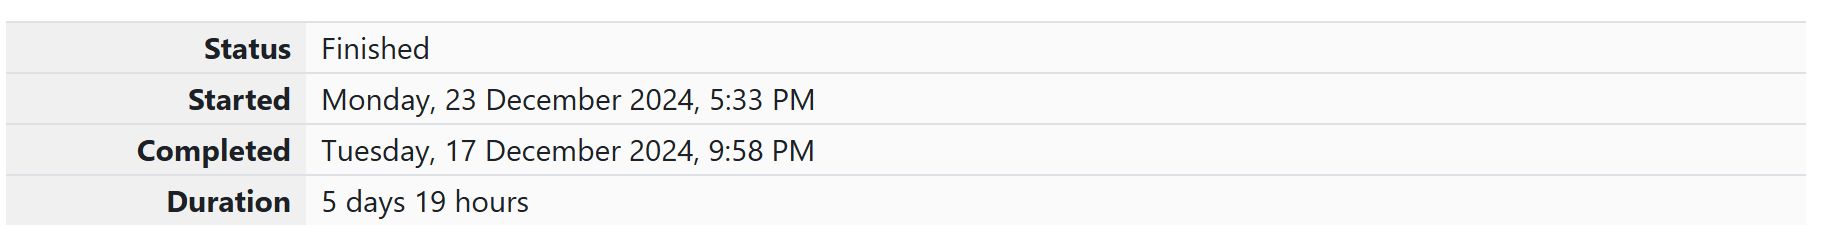 Status Finished
Started Monday, 23 December 2024, 5:33 PM
Completed Tuesday, 17 December 2024, 9:58 PM
Duration 5 days 19 hours